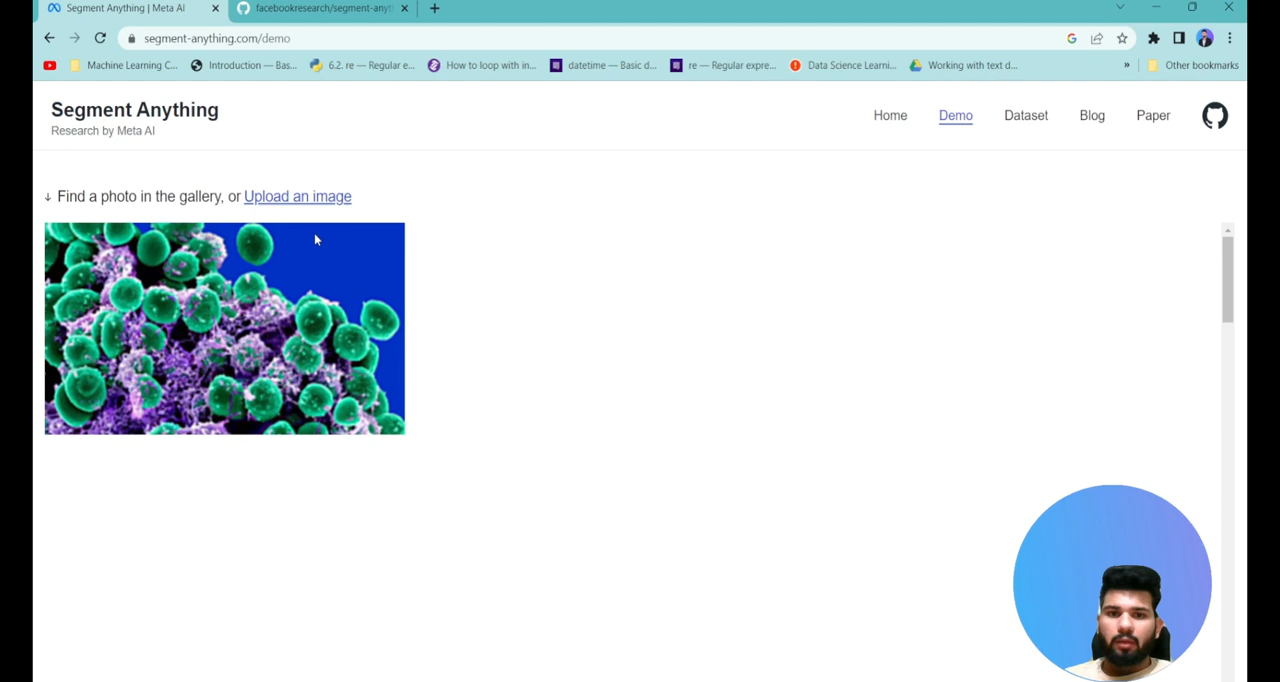 Segment Anything | Meta AI
facebookresearch/segment-anyt
segment-anything.com/demo
Machine Learning C...
Introduction — Bas...
6.2. re — Regular e...
How to loop with in...
datetime — Basic d...
re — Regular expre...
Data Science Learni...
Working with text d...
»
Other bookmarks
Segment Anything
Research by Meta AI
Home
Demo
Dataset
Blog
Paper
↓ Find a photo in the gallery, or Upload an image